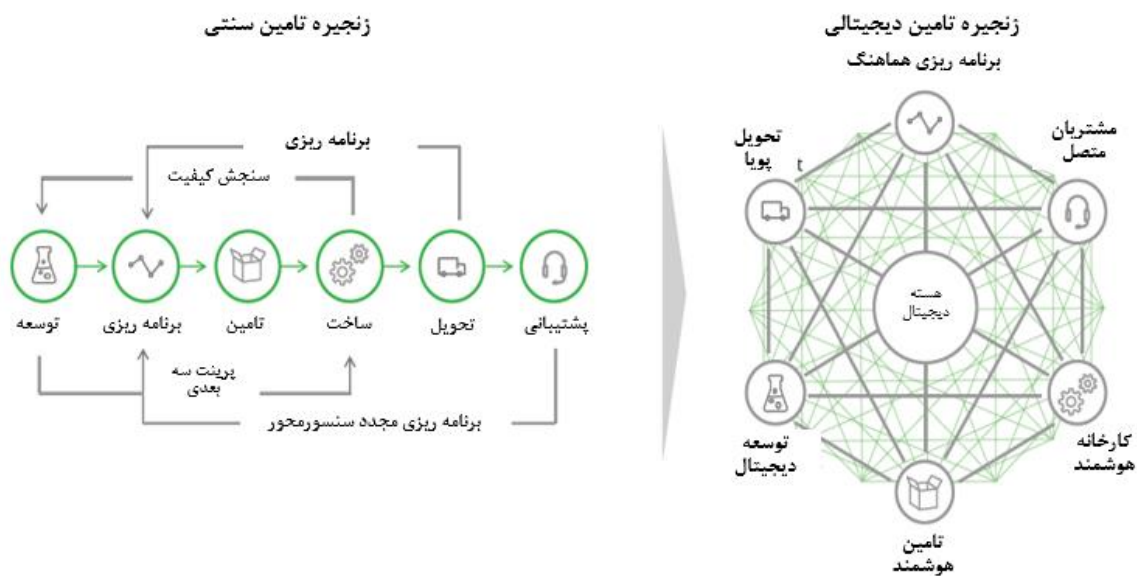 زنجیره تامین سنتی
برنامه ریزی
سنجش کیفیت
توسعه
برنامه ریزی
تامین
ساخت
تحویل
پشتیبانی
پرینت سه
بعدی
برنامه ریزی مجدد سنسورمحور
زنجیره تامین دیجیتالی
برنامه ریزی هماهنگ
مشتریان
متصل
تحویل
پویا
t
هسته
دیجیتال
کارخانه
هوشمند
توسعه
دیجیتال
تامین
هوشمند